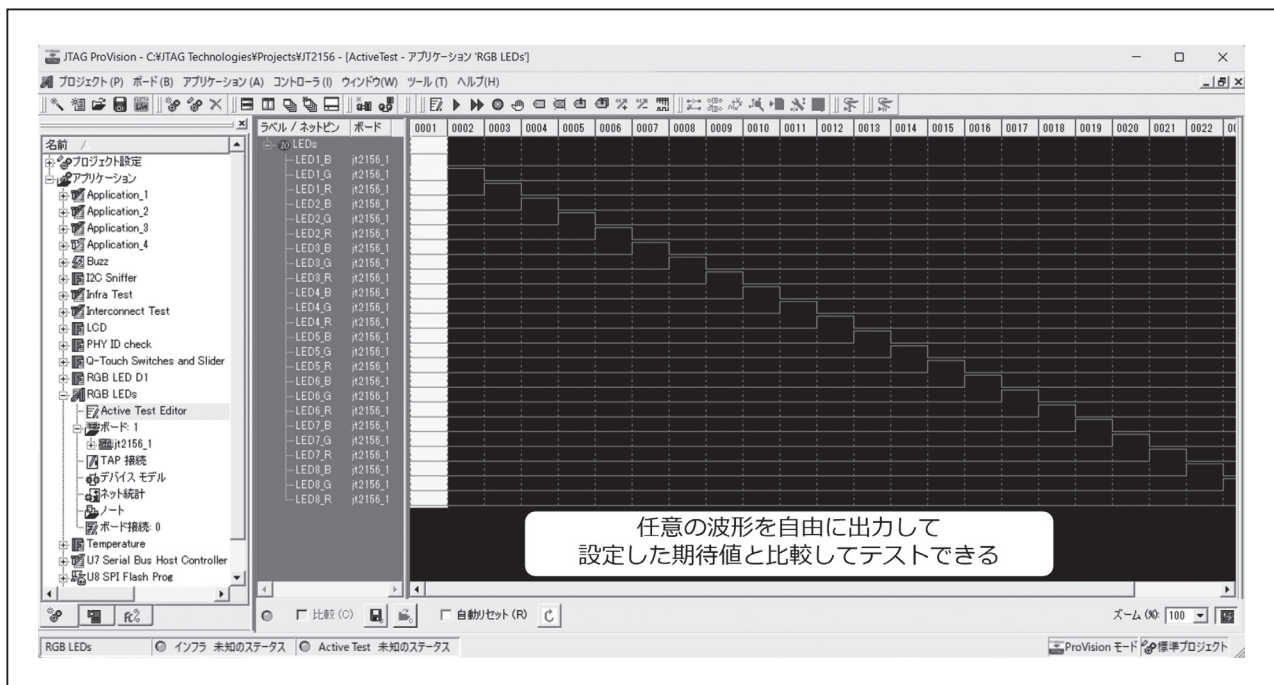 JTAG ProVision - C:¥JTAG Technologies¥Projects¥JT2156 - [ActiveTest - アプリケーション 'RGB LEDs']
プロジェクト(P) ボード(B) アプリケーション(A) コントローラ(I) ウィンドウ(W) ツール(T) ヘルプ(H)
名前
プロジェクト設定
アプリケーション
Application_1
Application_2
Application_3
Application_4
Buzz
I2C Sniffer
Infra Test
Interconnect Test
LCD
PHY ID check
Q-Touch Switches and Slider
RGB LED D1
RGB LEDs
Active Test Editor
ボード: 1
jt2156_1
TAP 接続
デバイス モデル
ネット統計
ノート
ボード接続: 0
Temperature
U7 Serial Bus Host Controller
U8 SPI Flash Prog
ラベル / ネットピン ボード 0001 0002 0003 0004 0005 0006 0007 0008 0009 0010 0011 0012 0013 0014 0015 0016 0017 0018 0019 0020 0021 0022
LEDs
LED1_B jt2156_1
LED1_G jt2156_1
LED1_R jt2156_1
LED2_B jt2156_1
LED2_G jt2156_1
LED2_R jt2156_1
LED3_B jt2156_1
LED3_G jt2156_1
LED3_R jt2156_1
LED4_B jt2156_1
LED4_G jt2156_1
LED4_R jt2156_1
LED5_B jt2156_1
LED5_G jt2156_1
LED5_R jt2156_1
LED6_B jt2156_1
LED6_G jt2156_1
LED6_R jt2156_1
LED7_B jt2156_1
LED7_G jt2156_1
LED7_R jt2156_1
LED8_B jt2156_1
LED8_G jt2156_1
LED8_R jt2156_1
任意の波形を自由に出力して
設定した期待値と比較してテストできる
比較(C) 自動リセット(R) ズーム(%): 100
RGB LEDs インフラ 未知のステータス Active Test 未知のステータス ProVision モード 標準プロジェクト